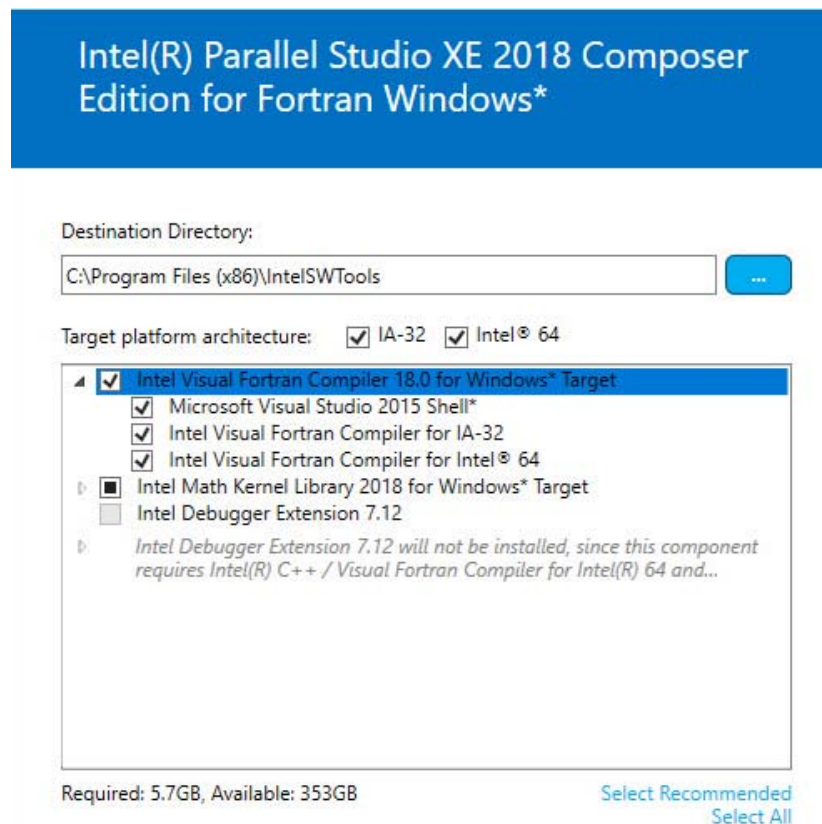 Intel(R) Parallel Studio XE 2018 Composer
Edition for Fortran Windows*
Destination Directory:
C:\Program Files (x86)\IntelSWTools
...
Target platform architecture: IA-32 Intel® 64
Intel Visual Fortran Compiler 18.0 for Windows* Target
Microsoft Visual Studio 2015 Shell*
Intel Visual Fortran Compiler for IA-32
Intel Visual Fortran Compiler for Intel® 64
Intel Math Kernel Library 2018 for Windows* Target
Intel Debugger Extension 7.12
Intel Debugger Extension 7.12 will not be installed, since this component
requires Intel(R) C++ / Visual Fortran Compiler for Intel(R) 64 and...
Required: 5.7GB, Available: 353GB
Select Recommended
Select All